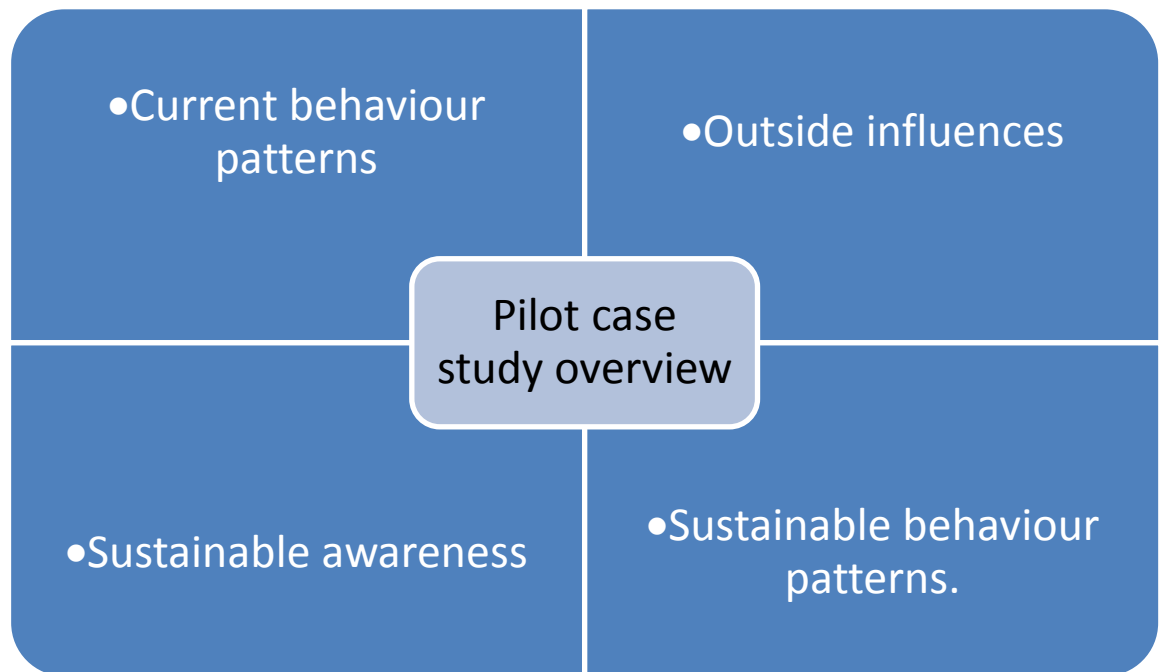 •Current behaviour
patterns
•Outside influences
Pilot case
study overview
•Sustainable awareness
•Sustainable behaviour
patterns.